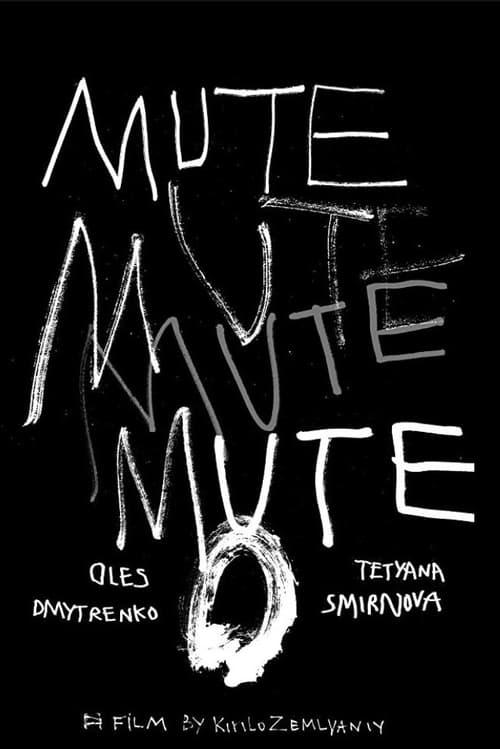 MUTE
MUTE
MUTE
MUTE
OLES
DMYTRENKO
TETYANA
SMIRNOVA
A FILM BY KIRILO ZEMLYANIY